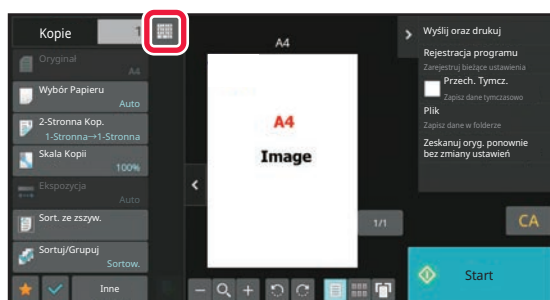 Kopie
1
Oryginał
A4
Wybór Papieru
Auto
2-Stronna Kop.
1-Stronna→1-Stronna
Skala Kopii
100%
Ekspozycja
Auto
Sort. ze zszyw.
Sortuj/Grupuj
Sortow.
Inne
A4
A4
Image
1/1
Wyślij oraz drukuj
Rejestracja programu
Zarejestruj bieżące ustawienia
Przech. Tymcz.
Zapisz dane tymczasowo
Plik
Zapisz dane w folderze
Zeskanuj oryg. ponownie
bez zmiany ustawień
CA
Start